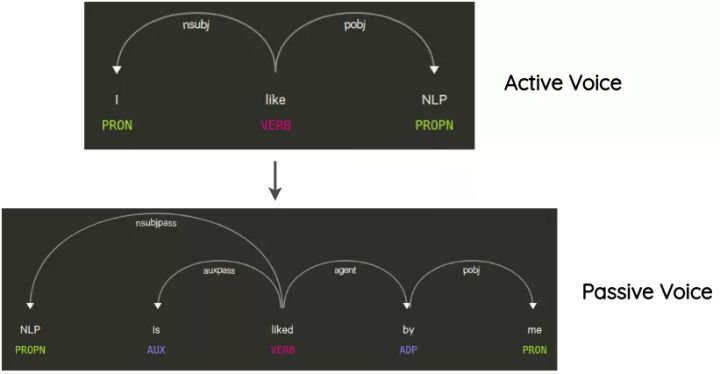 nsubj pobj
I like NLP
PRON VERB PROPN
Active Voice
nsubjpass
auxpass agent pobj
NLP is liked by me
PROPN AUX VERB ADP PRON
Passive Voice